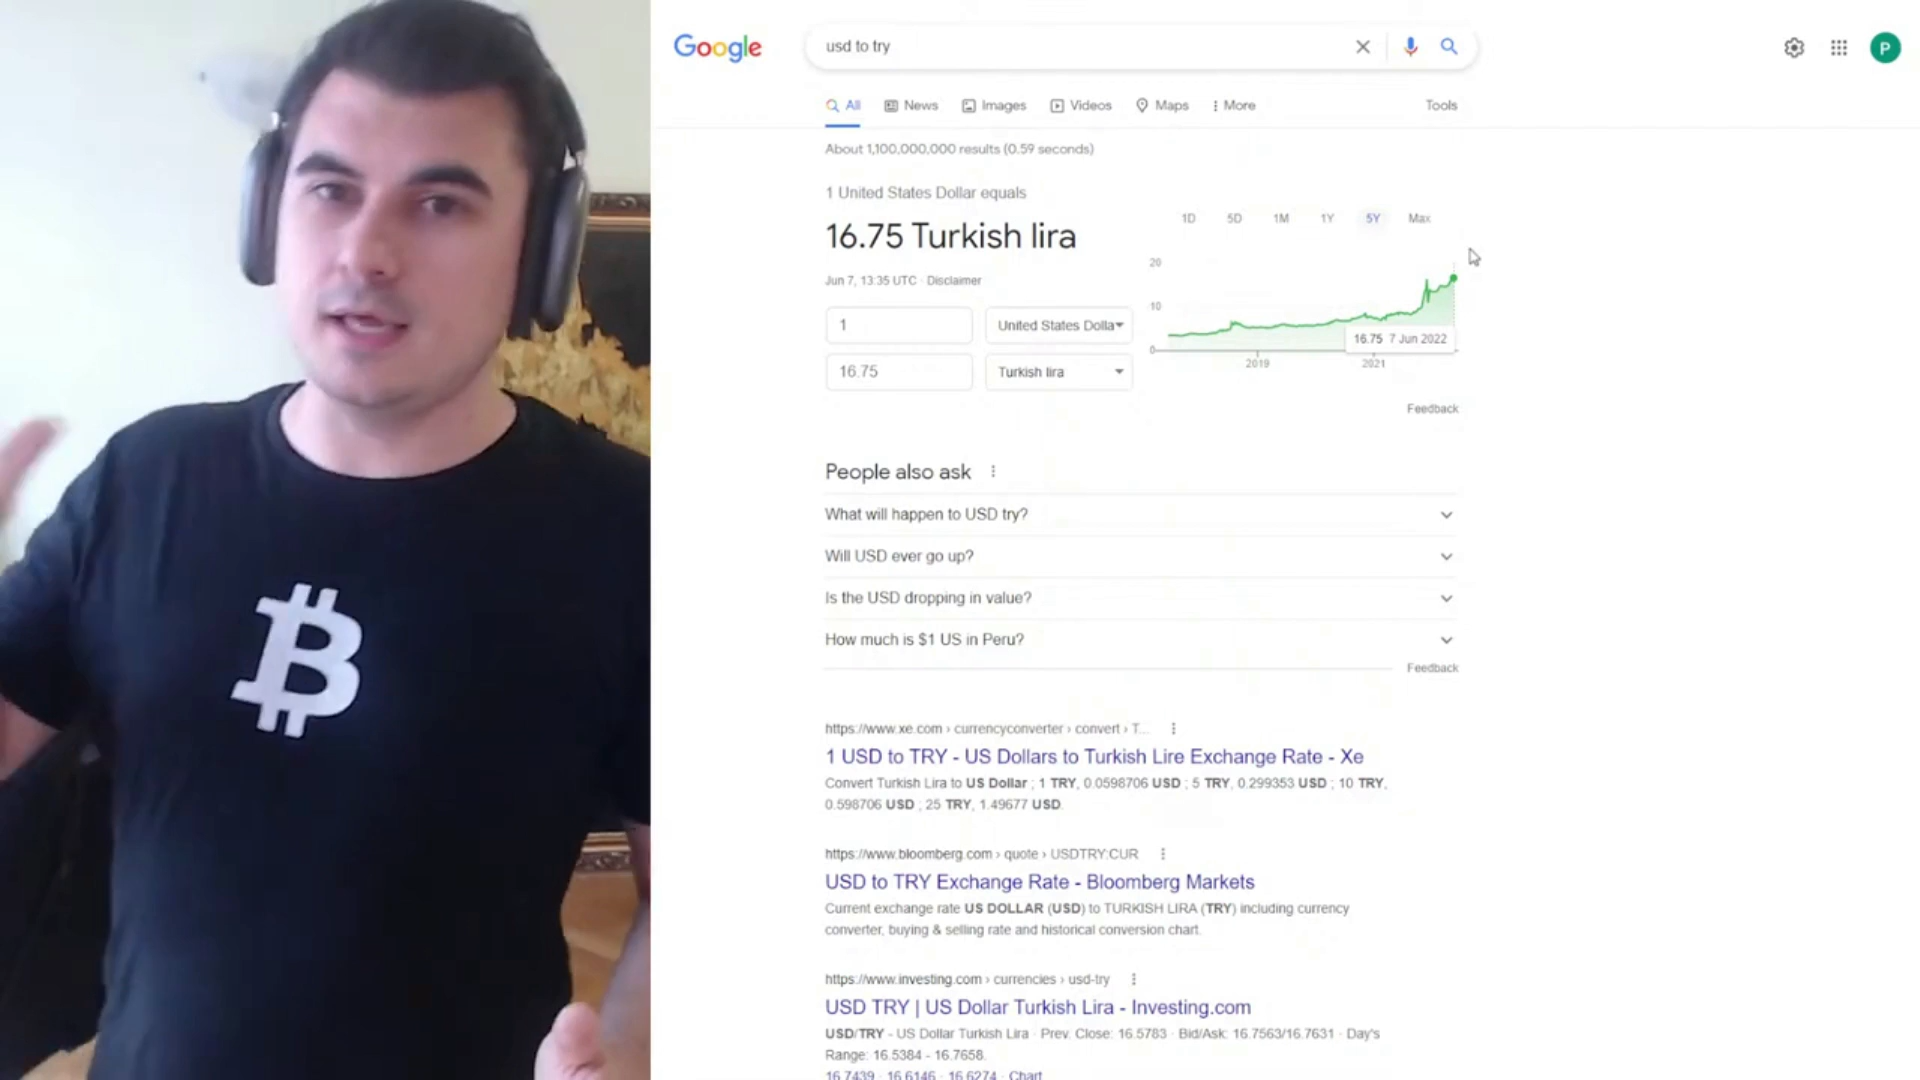 Google
usd to try
P
All
News
Images
Videos
Maps
More
Tools
About 1,100,000,000 results (0.59 seconds)
1 United States Dollar equals
16.75 Turkish lira
Jun 7, 13:35 UTC · Disclaimer
1
United States Dolla
16.75
Turkish lira
1D
5D
1M
1Y
5Y
Max
20
10
0
16.75 7 Jun 2022
2019
2021
Feedback
People also ask
What will happen to USD try?
Will USD ever go up?
Is the USD dropping in value?
How much is $1 US in Peru?
Feedback
https://www.xe.com › currencyconverter › convert › T...
1 USD to TRY - US Dollars to Turkish Lire Exchange Rate - Xe
Convert Turkish Lira to US Dollar ; 1 TRY, 0.0598706 USD ; 5 TRY, 0.299353 USD ; 10 TRY,
0.598706 USD ; 25 TRY, 1.49677 USD.
https://www.bloomberg.com › quote › USDTRY:CUR
USD to TRY Exchange Rate - Bloomberg Markets
Current exchange rate US DOLLAR (USD) to TURKISH LIRA (TRY) including currency
converter, buying & selling rate and historical conversion chart.
https://www.investing.com › currencies › usd-try
USD TRY | US Dollar Turkish Lira - Investing.com
USD/TRY - US Dollar Turkish Lira · Prev. Close: 16.5783 · Bid/Ask: 16.7563/16.7631 · Day's
Range: 16.5384 - 16.7658.
16.7439 · 16.6146 · 16.6274 · Chart
₿